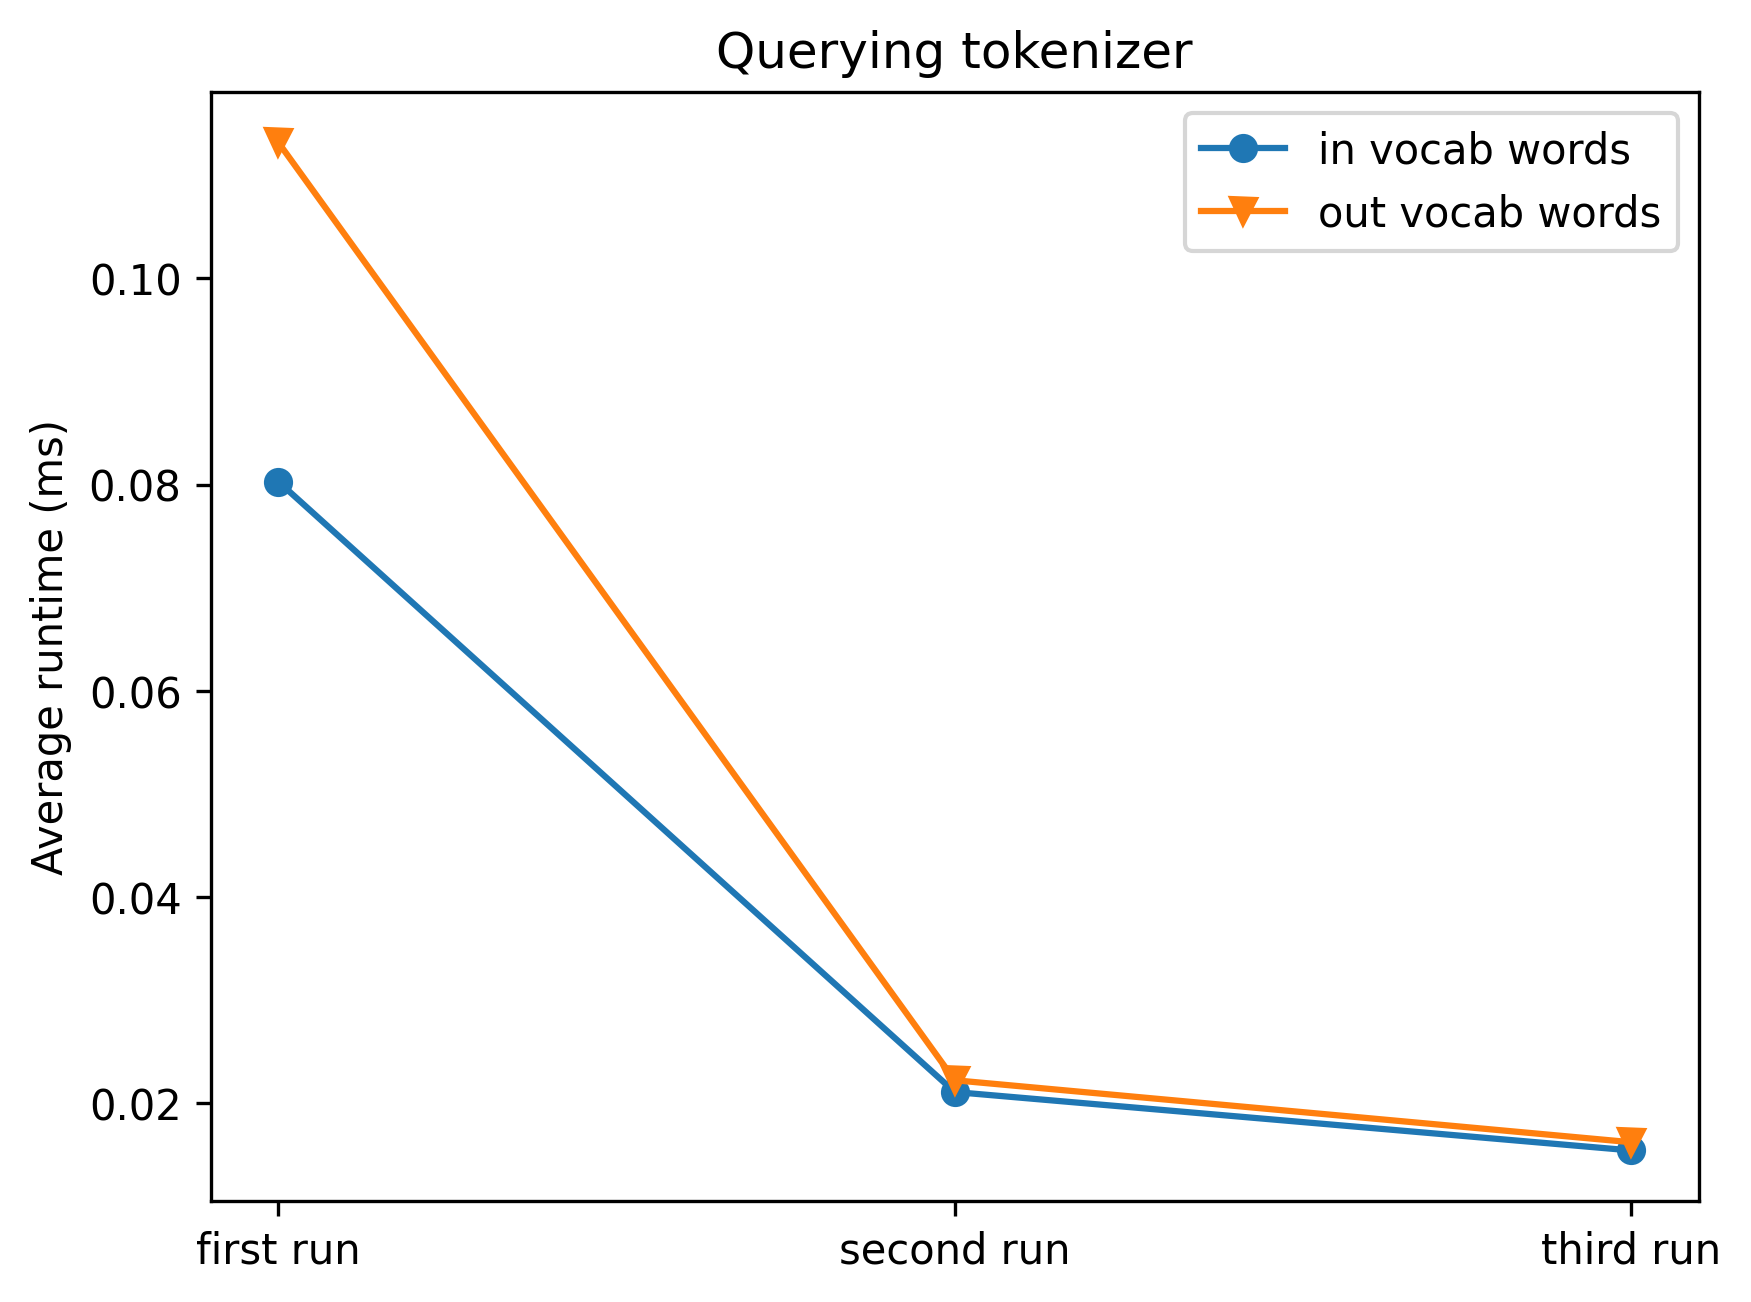 Querying tokenizer
in vocab words
out vocab words
Average runtime (ms)
0.10
0.08
0.06
0.04
0.02
first run
second run
third run